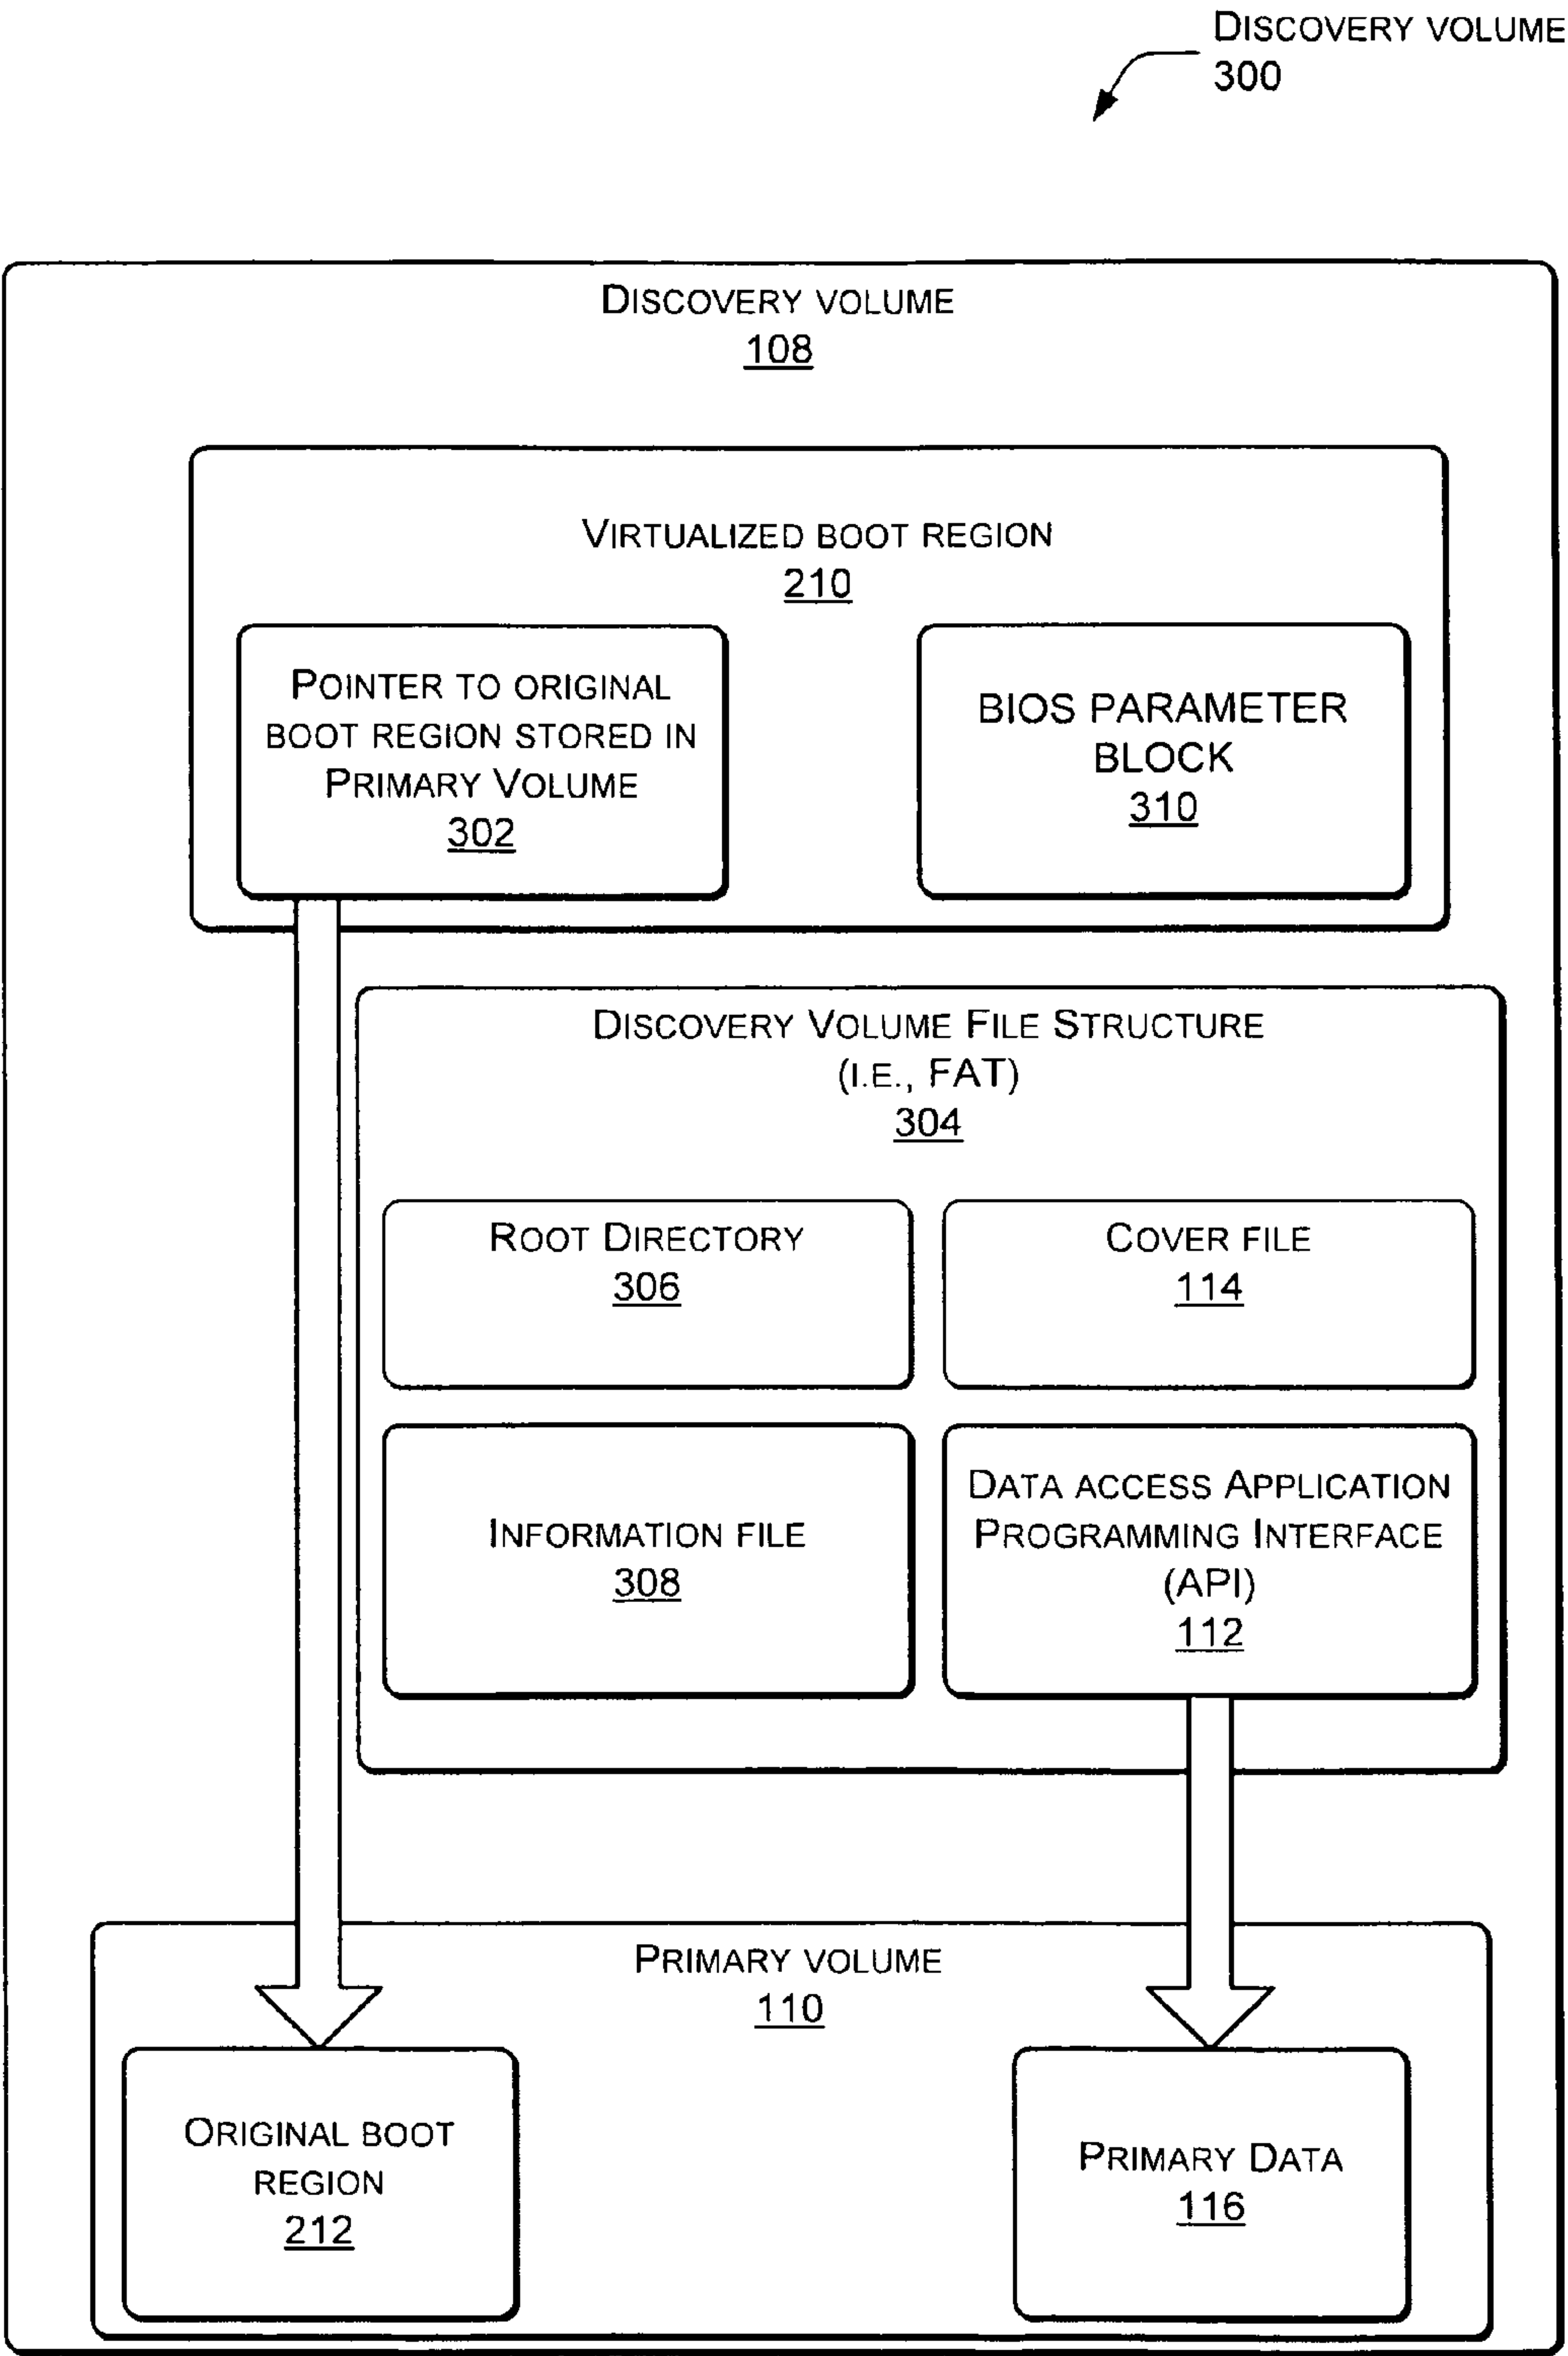 DISCOVERY VOLUME
300
DISCOVERY VOLUME
108
VIRTUALIZED BOOT REGION
210
POINTER TO ORIGINAL
BOOT REGION STORED IN
PRIMARY VOLUME
302
BIOS PARAMETER
BLOCK
310
DISCOVERY VOLUME FILE STRUCTURE
(I.E., FAT)
304
ROOT DIRECTORY
306
COVER FILE
114
INFORMATION FILE
308
DATA ACCESS APPLICATION
PROGRAMMING INTERFACE
(API)
112
PRIMARY VOLUME
110
ORIGINAL BOOT
REGION
212
PRIMARY DATA
116